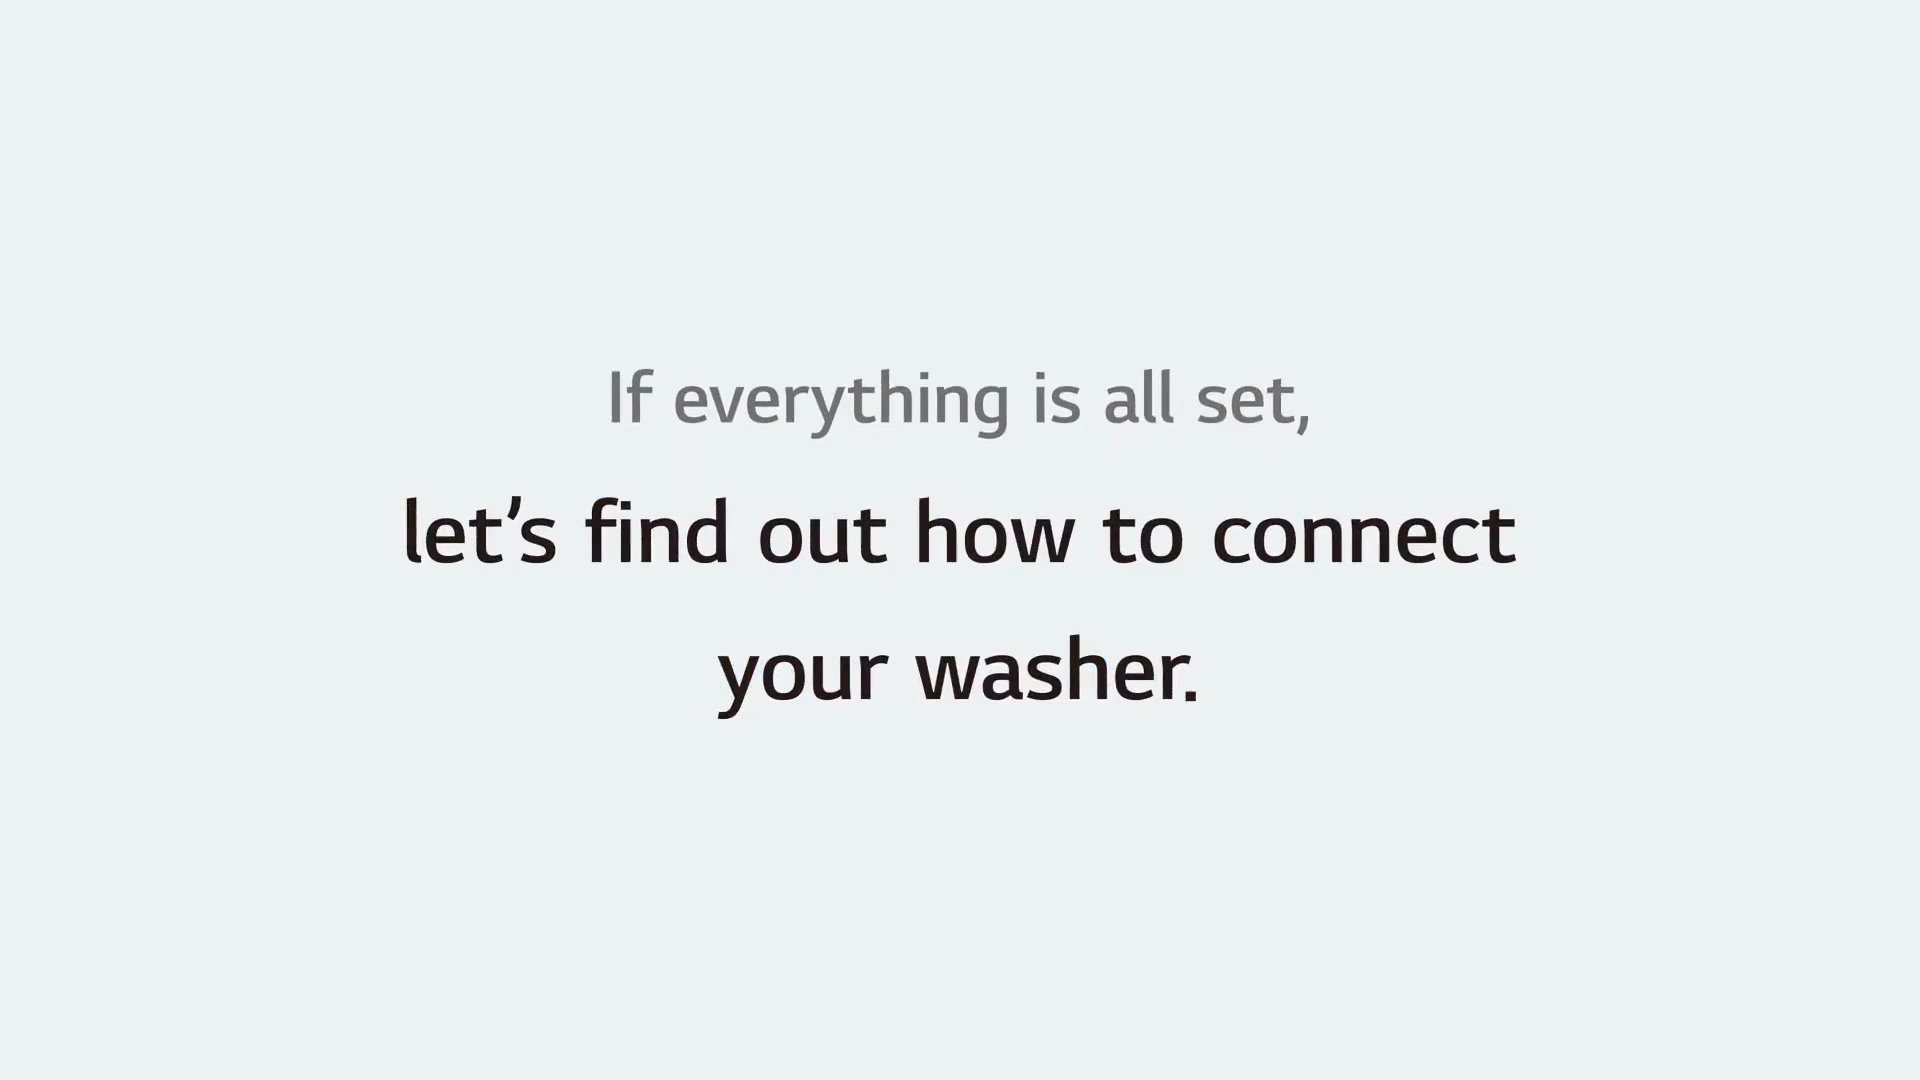 If everything is all set,
let’s find out how to connect
your washer.